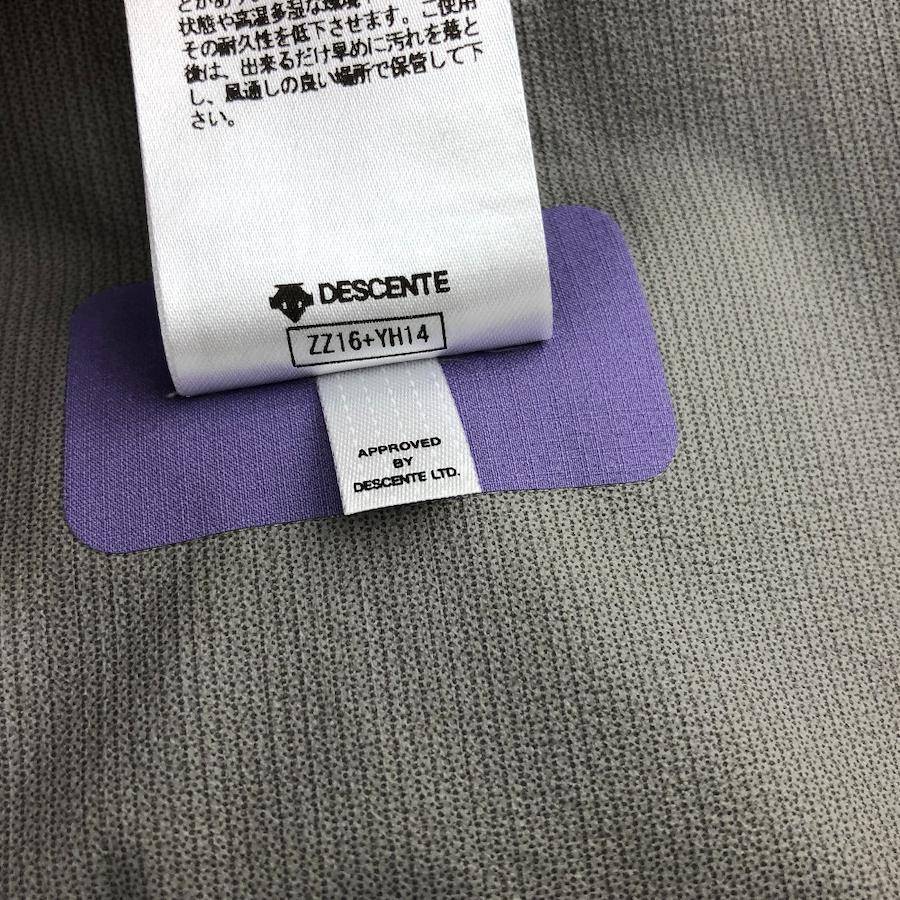 状態や高温多湿な環境
その耐久性を低下させます。ご使用
後は、出来るだけ早めに汚れを落と
し、風通しの良い場所で保管して下
さい。
DESCENTE
ZZ16+YH14
APPROVED
BY
DESCENTE LTD.